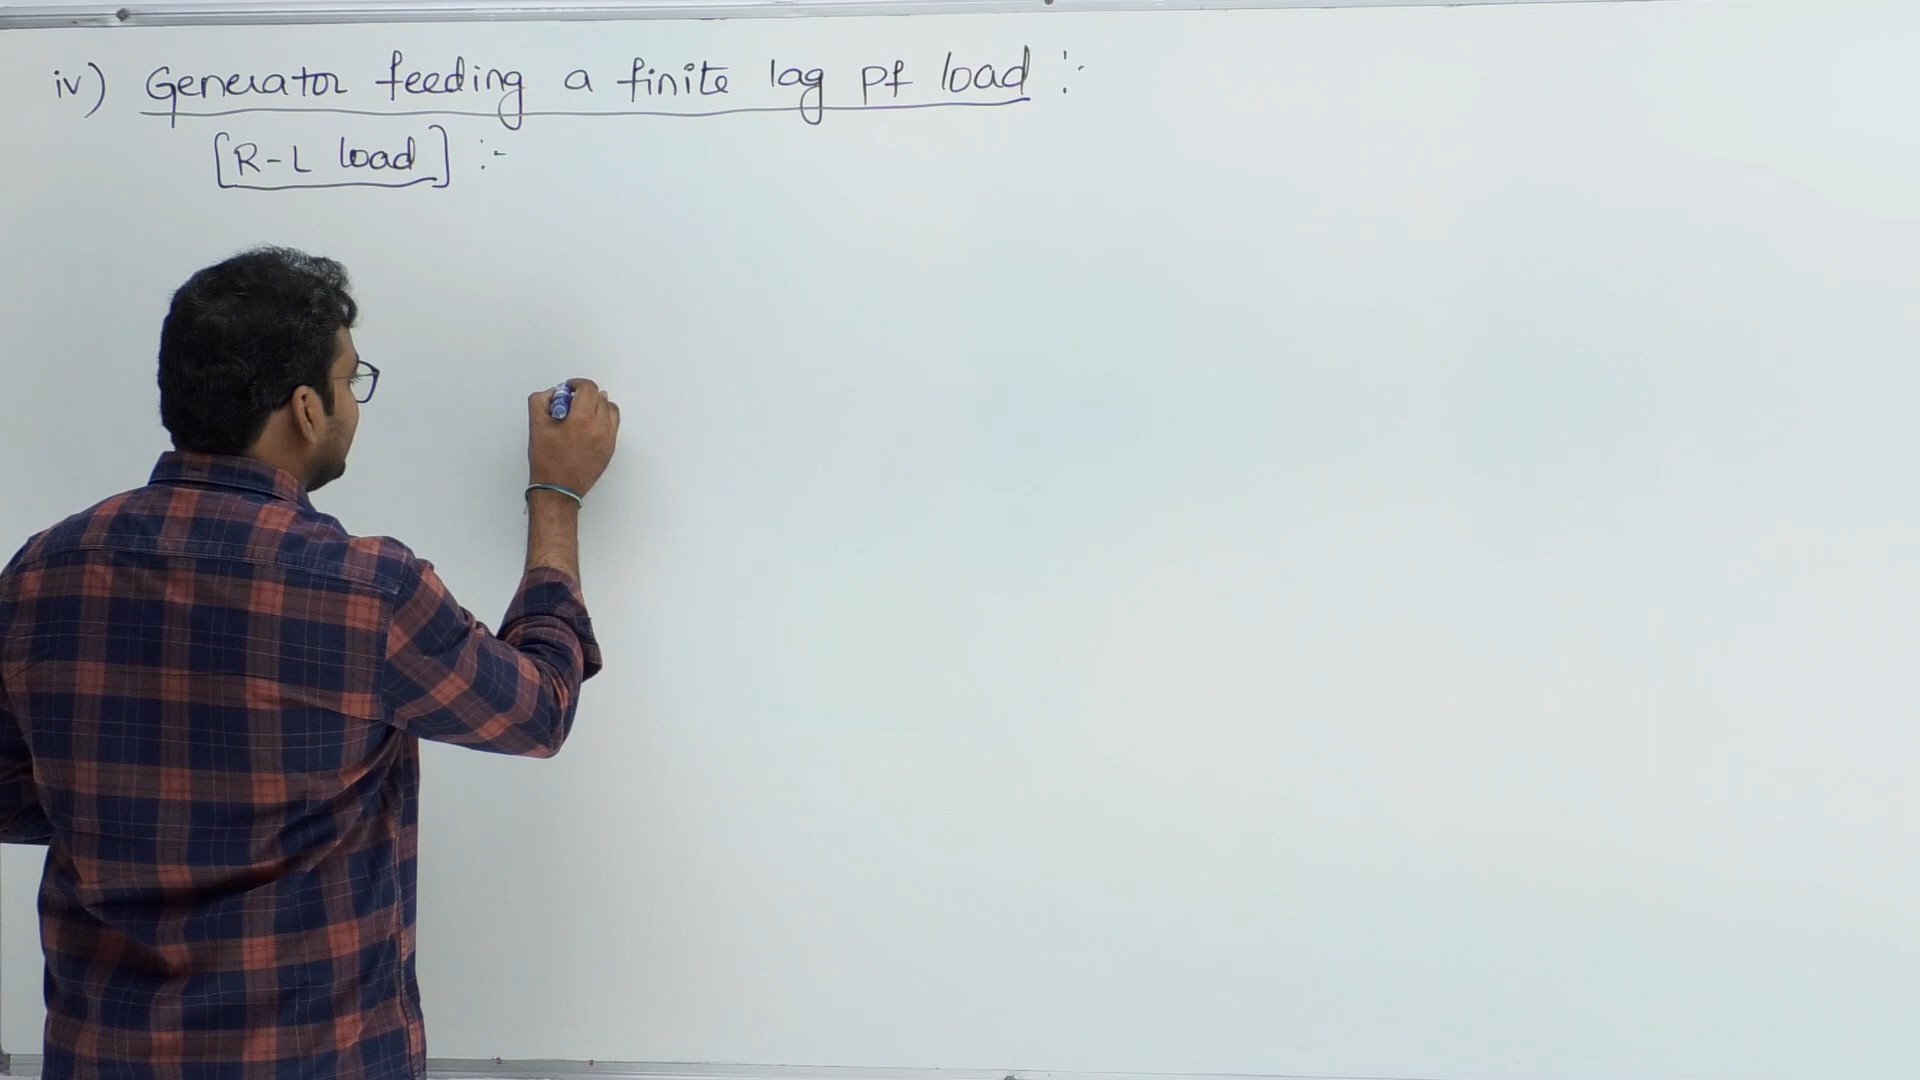 iv) Generator feeding a finite lag pf load :-
[R-L load] :-